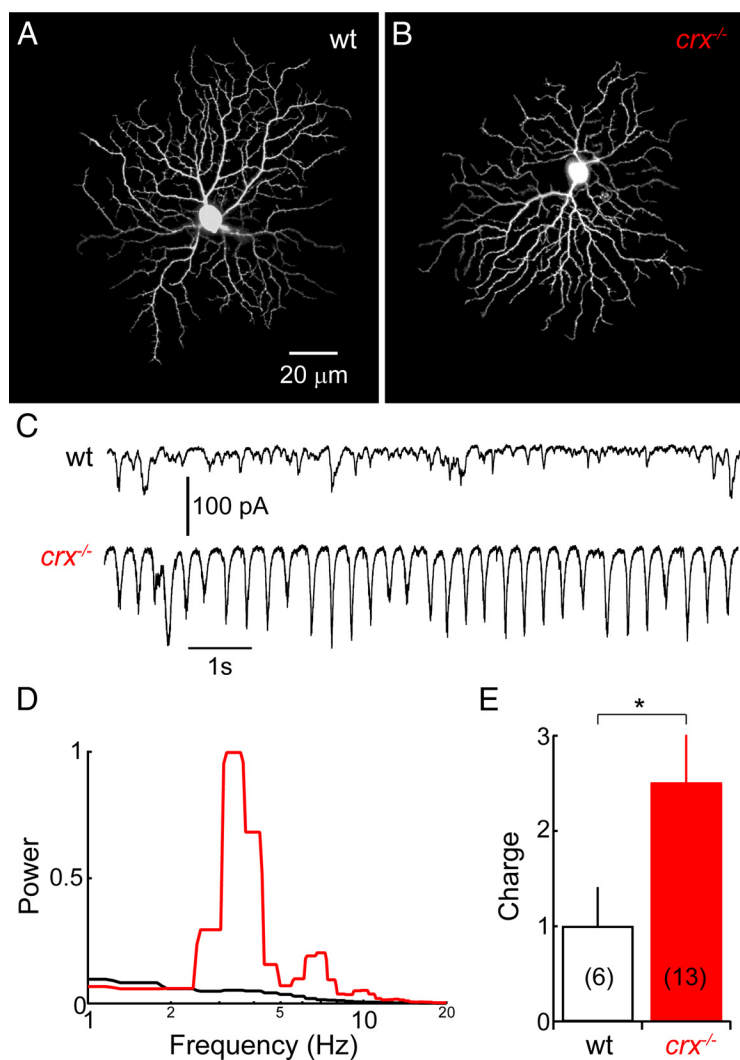 A
wt
B
crx-/-
20 μm
C
wt
100 pA
crx-/-
1s
D
E
*
1
0.5
0
Power
1
2
5
10
20
Frequency (Hz)
3
2
1
0
Charge
(6)
(13)
wt
crx-/-